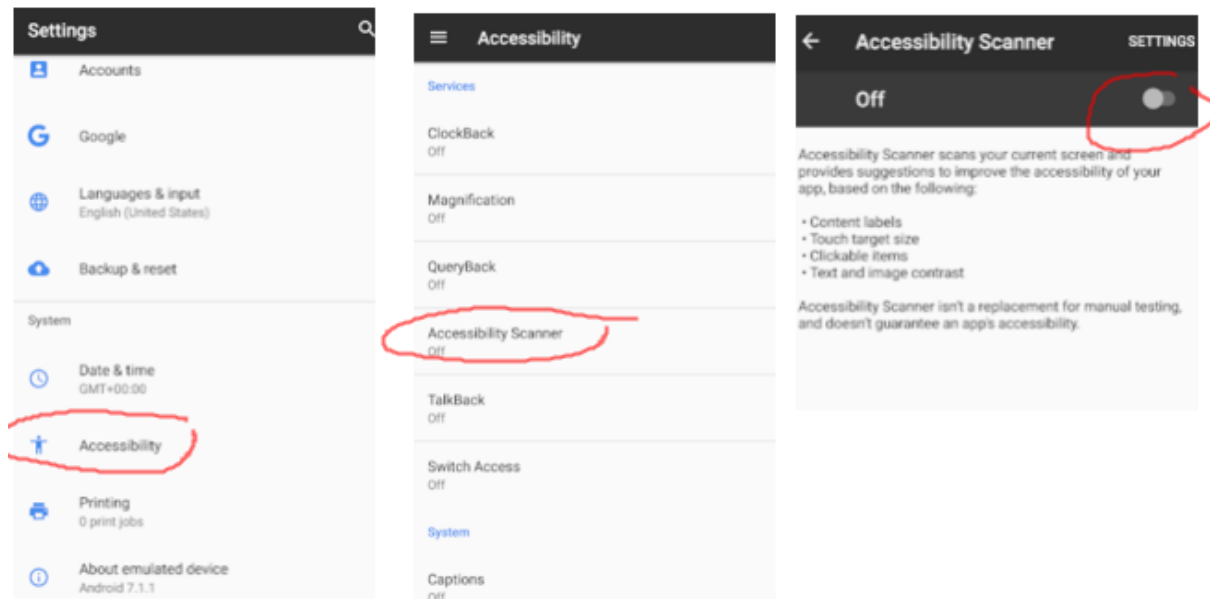 Settings
Accounts
Google
Languages & input
English (United States)
Backup & reset
System
Date & time
GMT+00:00
Accessibility
Printing
0 print jobs
About emulated device
Android 7.1.1
Accessibility
Services
ClockBack
Off
Magnification
Off
QueryBack
Off
Accessibility Scanner
Off
TalkBack
Off
Switch Access
Off
System
Captions
Off
Accessibility Scanner SETTINGS
Off
Accessibility Scanner scans your current screen and
provides suggestions to improve the accessibility of your
app, based on the following:
• Content labels
• Touch target size
• Clickable items
• Text and image contrast
Accessibility Scanner isn't a replacement for manual testing,
and doesn't guarantee an app's accessibility.